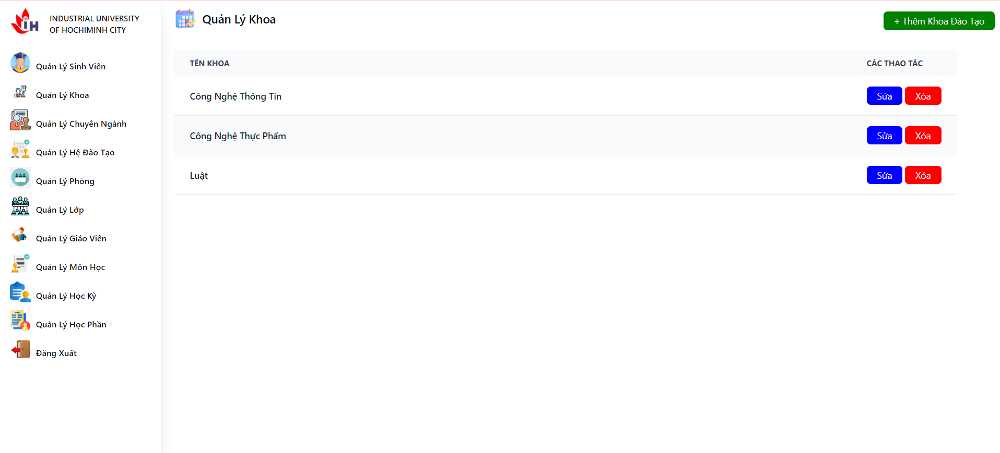 INDUSTRIAL UNIVERSITY
OF HOCHIMINH CITY
Quản Lý Sinh Viên
Quản Lý Khoa
Quản Lý Chuyên Ngành
Quản Lý Hệ Đào Tạo
Quản Lý Phòng
Quản Lý Lớp
Quản Lý Giáo Viên
Quản Lý Môn Học
Quản Lý Học Kỳ
Quản Lý Học Phần
Đăng Xuất
Quản Lý Khoa
+ Thêm Khoa Đào Tạo
TÊN KHOA CÁC THAO TÁC
Công Nghệ Thông Tin Sửa Xóa
Công Nghệ Thực Phẩm Sửa Xóa
Luật Sửa Xóa